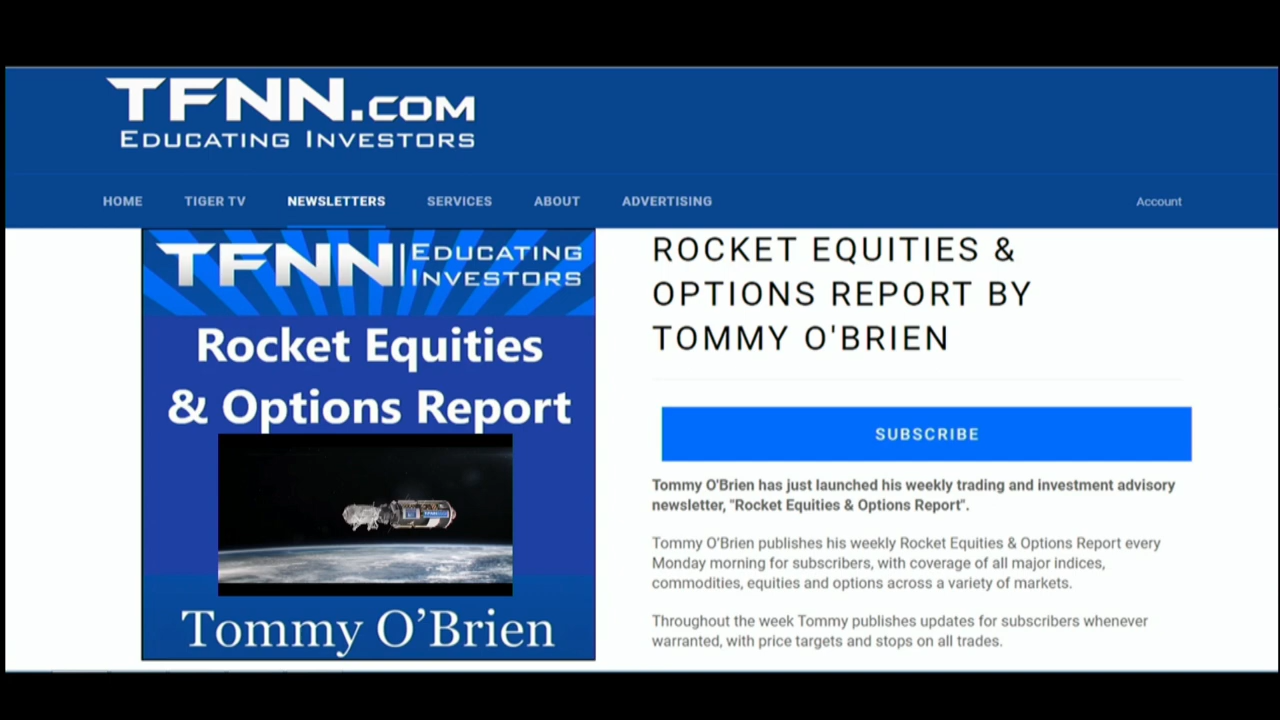 TFNN.COM
EDUCATING INVESTORS
HOME TIGER TV NEWSLETTERS SERVICES ABOUT ADVERTISING Account
TFNN EDUCATING
INVESTORS
Rocket Equities
& Options Report
Tommy O’Brien
ROCKET EQUITIES &
OPTIONS REPORT BY
TOMMY O'BRIEN
SUBSCRIBE
Tommy O'Brien has just launched his weekly trading and investment advisory
newsletter, "Rocket Equities & Options Report".
Tommy O'Brien publishes his weekly Rocket Equities & Options Report every
Monday morning for subscribers, with coverage of all major indices,
commodities, equities and options across a variety of markets.
Throughout the week Tommy publishes updates for subscribers whenever
warranted, with price targets and stops on all trades.